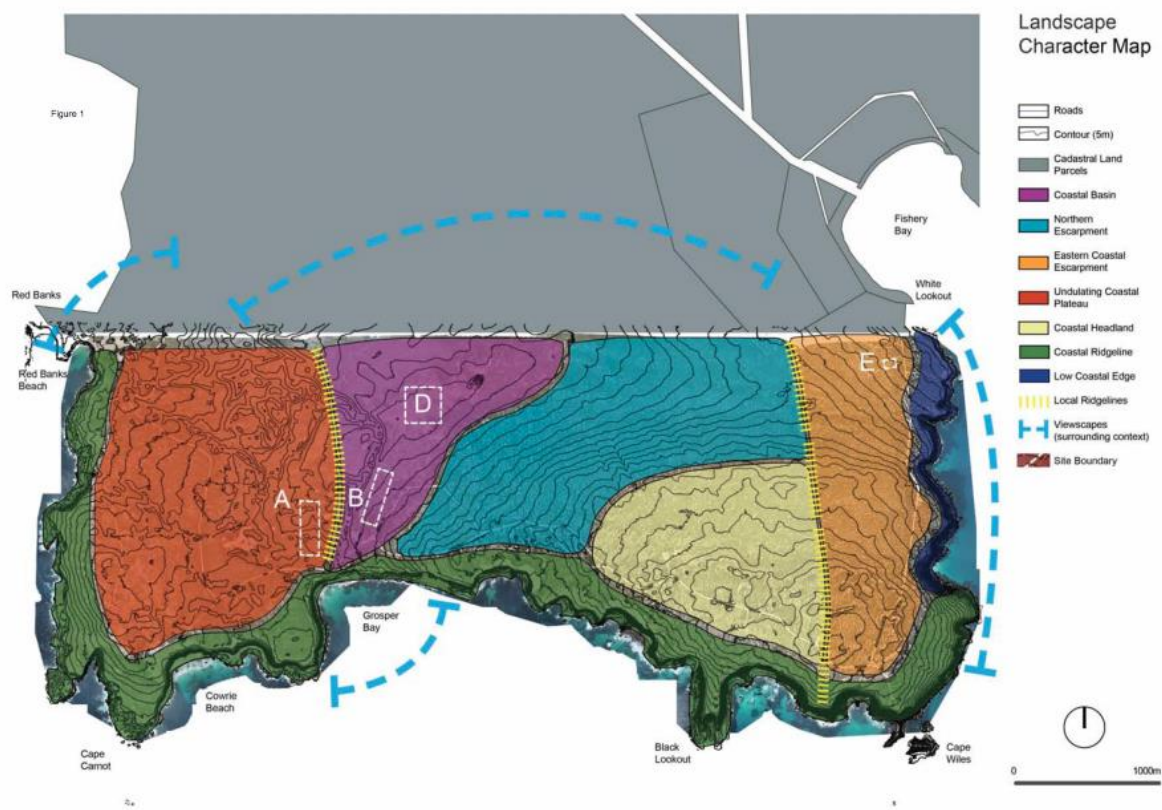 Landscape
Character Map
Figure 1
Roads
Contour (5m)
Cadastral Land
Parcels
Coastal Basin
Northern
Escarpment
Eastern Coastal
Escarpment
Undulating Coastal
Plateau
Coastal Headland
Coastal Ridgeline
Low Coastal Edge
Local Ridgelines
Viewscapes
(surrounding context)
Site Boundary
Fishery
Bay
White
Lookout
Red Banks
Red Banks
Beach
E
D
A
B
Grosper
Bay
Cowrie
Beach
Cape
Carnot
Black
Lookout
Cape
Wiles
0 1000m